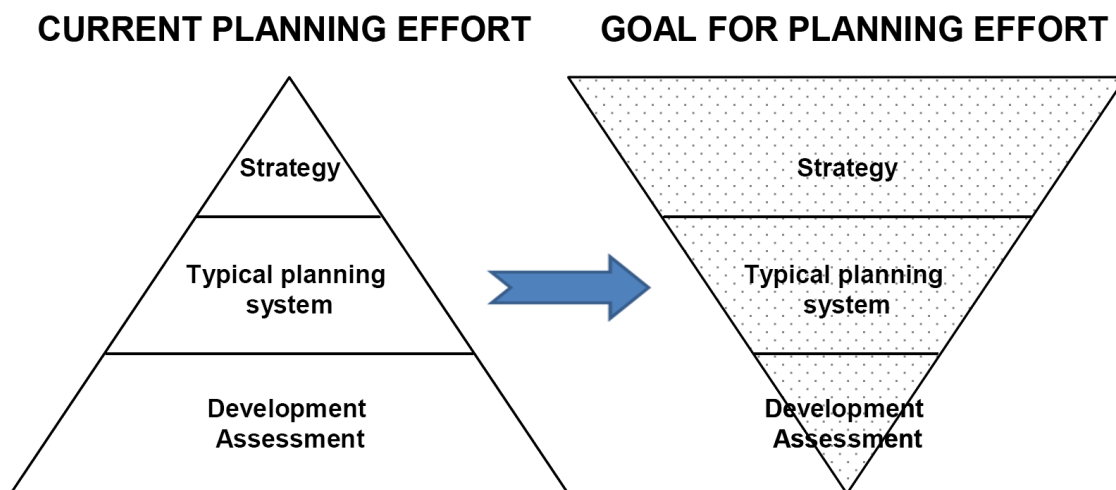 CURRENT PLANNING EFFORT
GOAL FOR PLANNING EFFORT
Strategy
Typical planning
system
Development
Assessment
Strategy
Typical planning
system
Development
Assessment